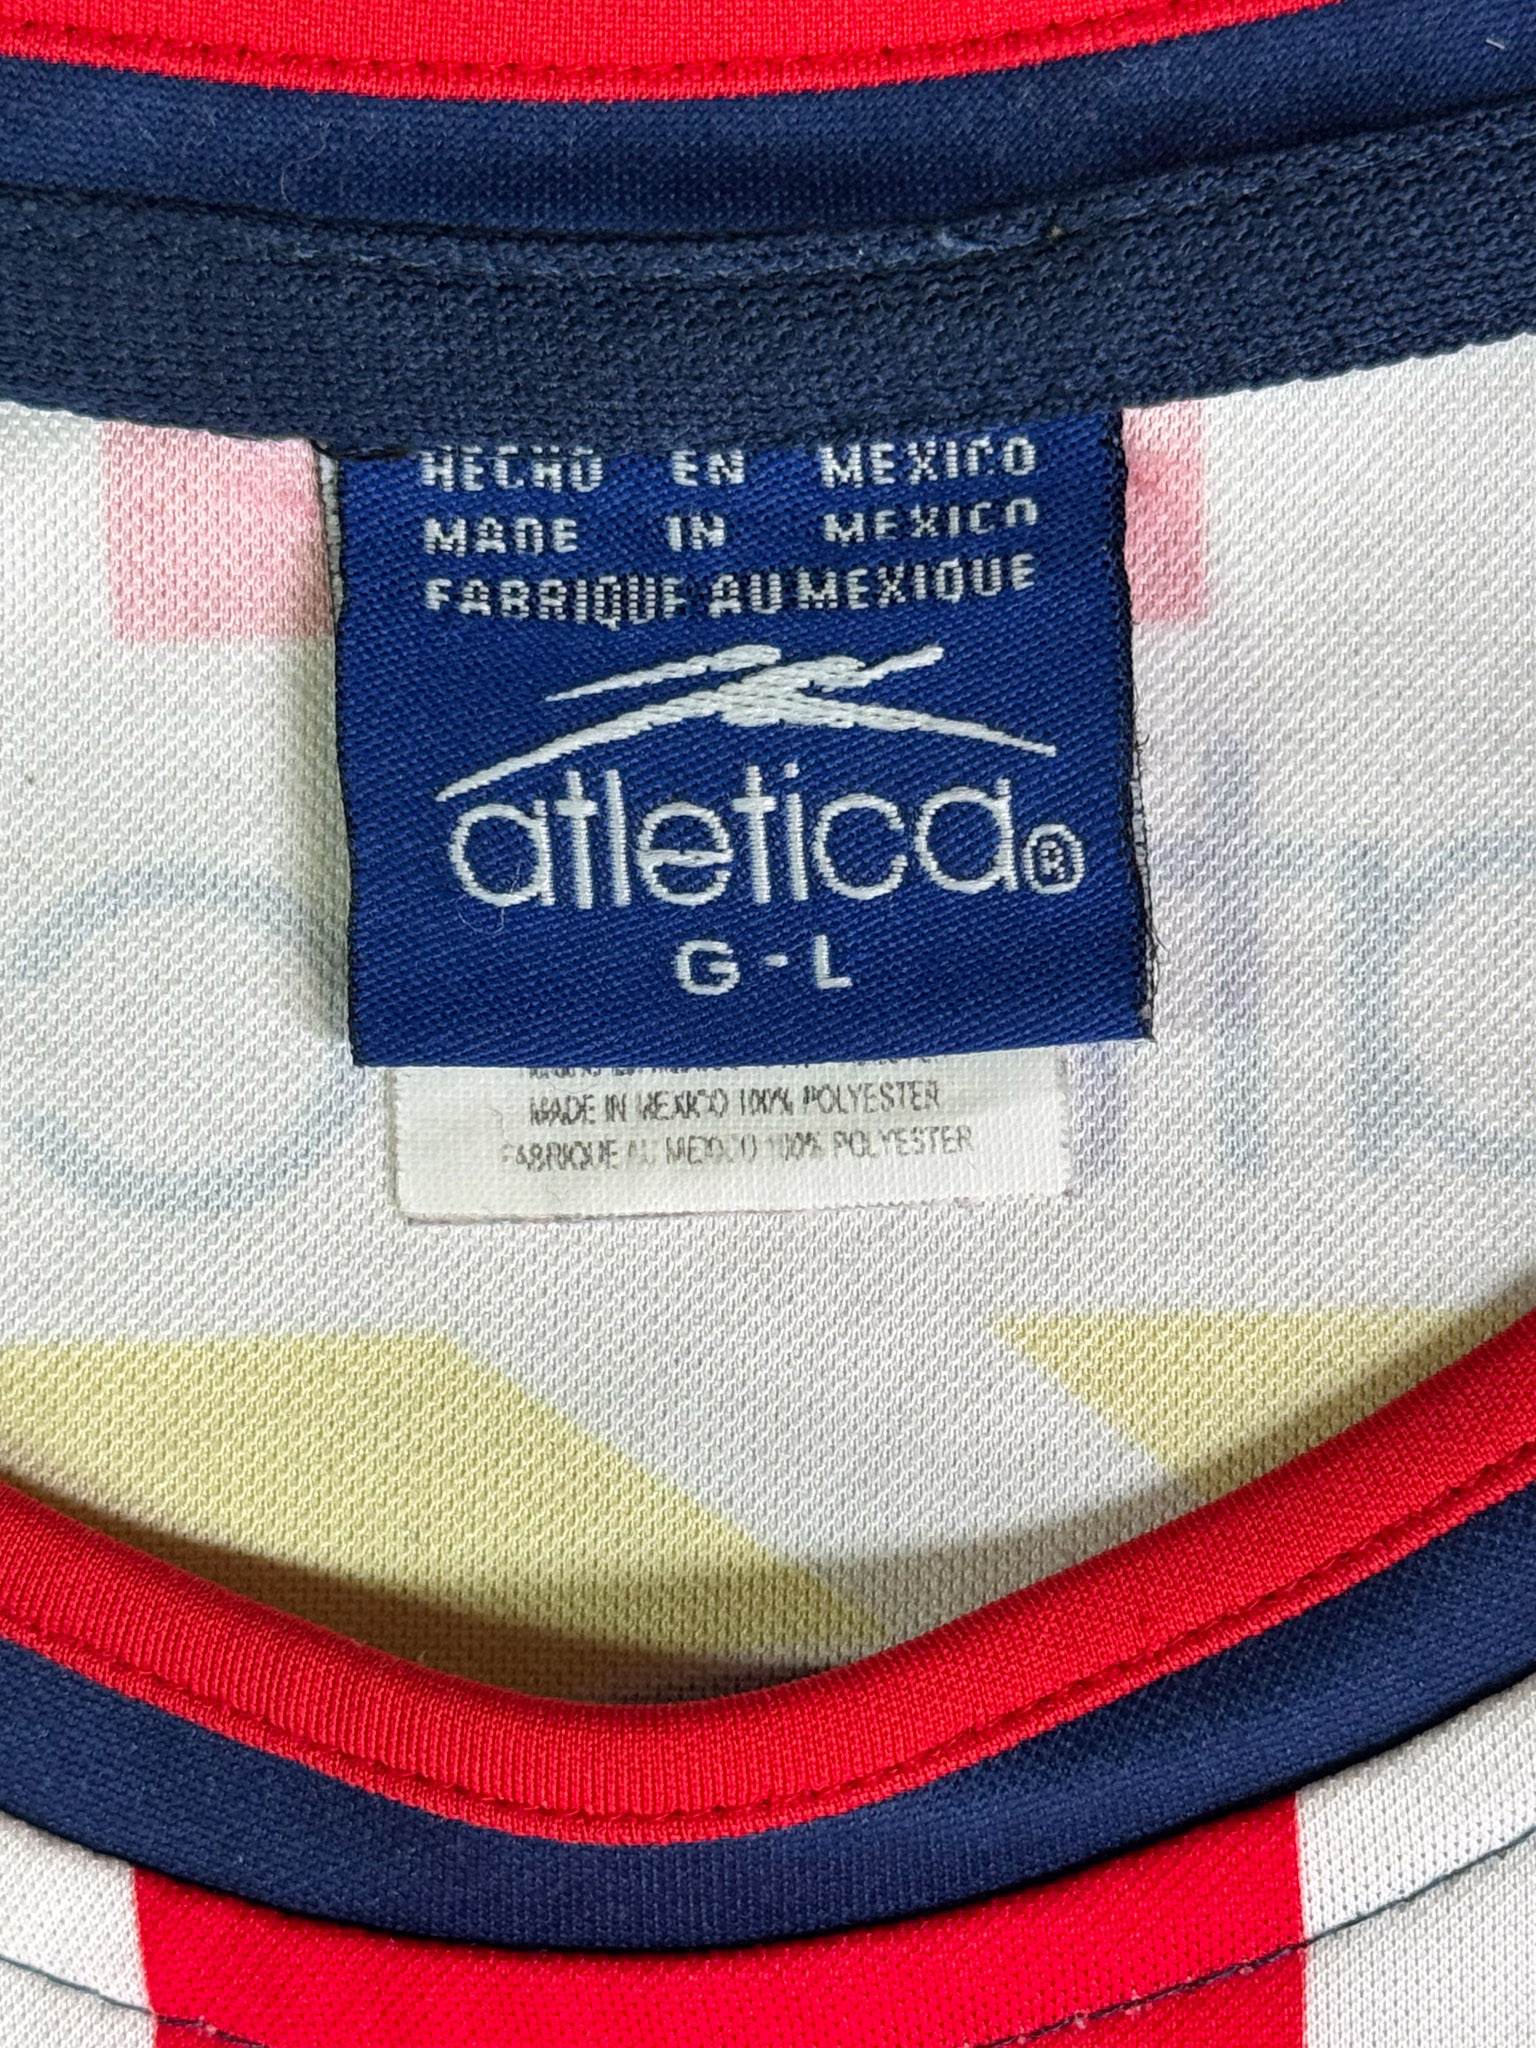 HECHO EN MEXICO
MADE IN MEXICO
FABRIQUE AU MEXIQUE
atletica®
G - L
MADE IN MEXICO 100% POLYESTER
FABRIQUE AU MEXICO 100% POLYESTER